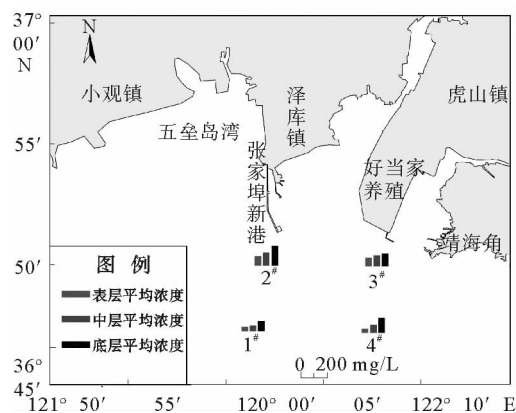 37°
00′
N
N
小观镇
泽库镇
虎山镇
55′
五垒岛湾
张家埠新港
好当家
养殖
靖海角
50′
图 例
表层平均浓度
中层平均浓度
底层平均浓度
2#
3#
1#
4#
0 200 mg/L
36°
45′
121° 50′ 55′ 120° 00′ 05′ 122° 10′ E